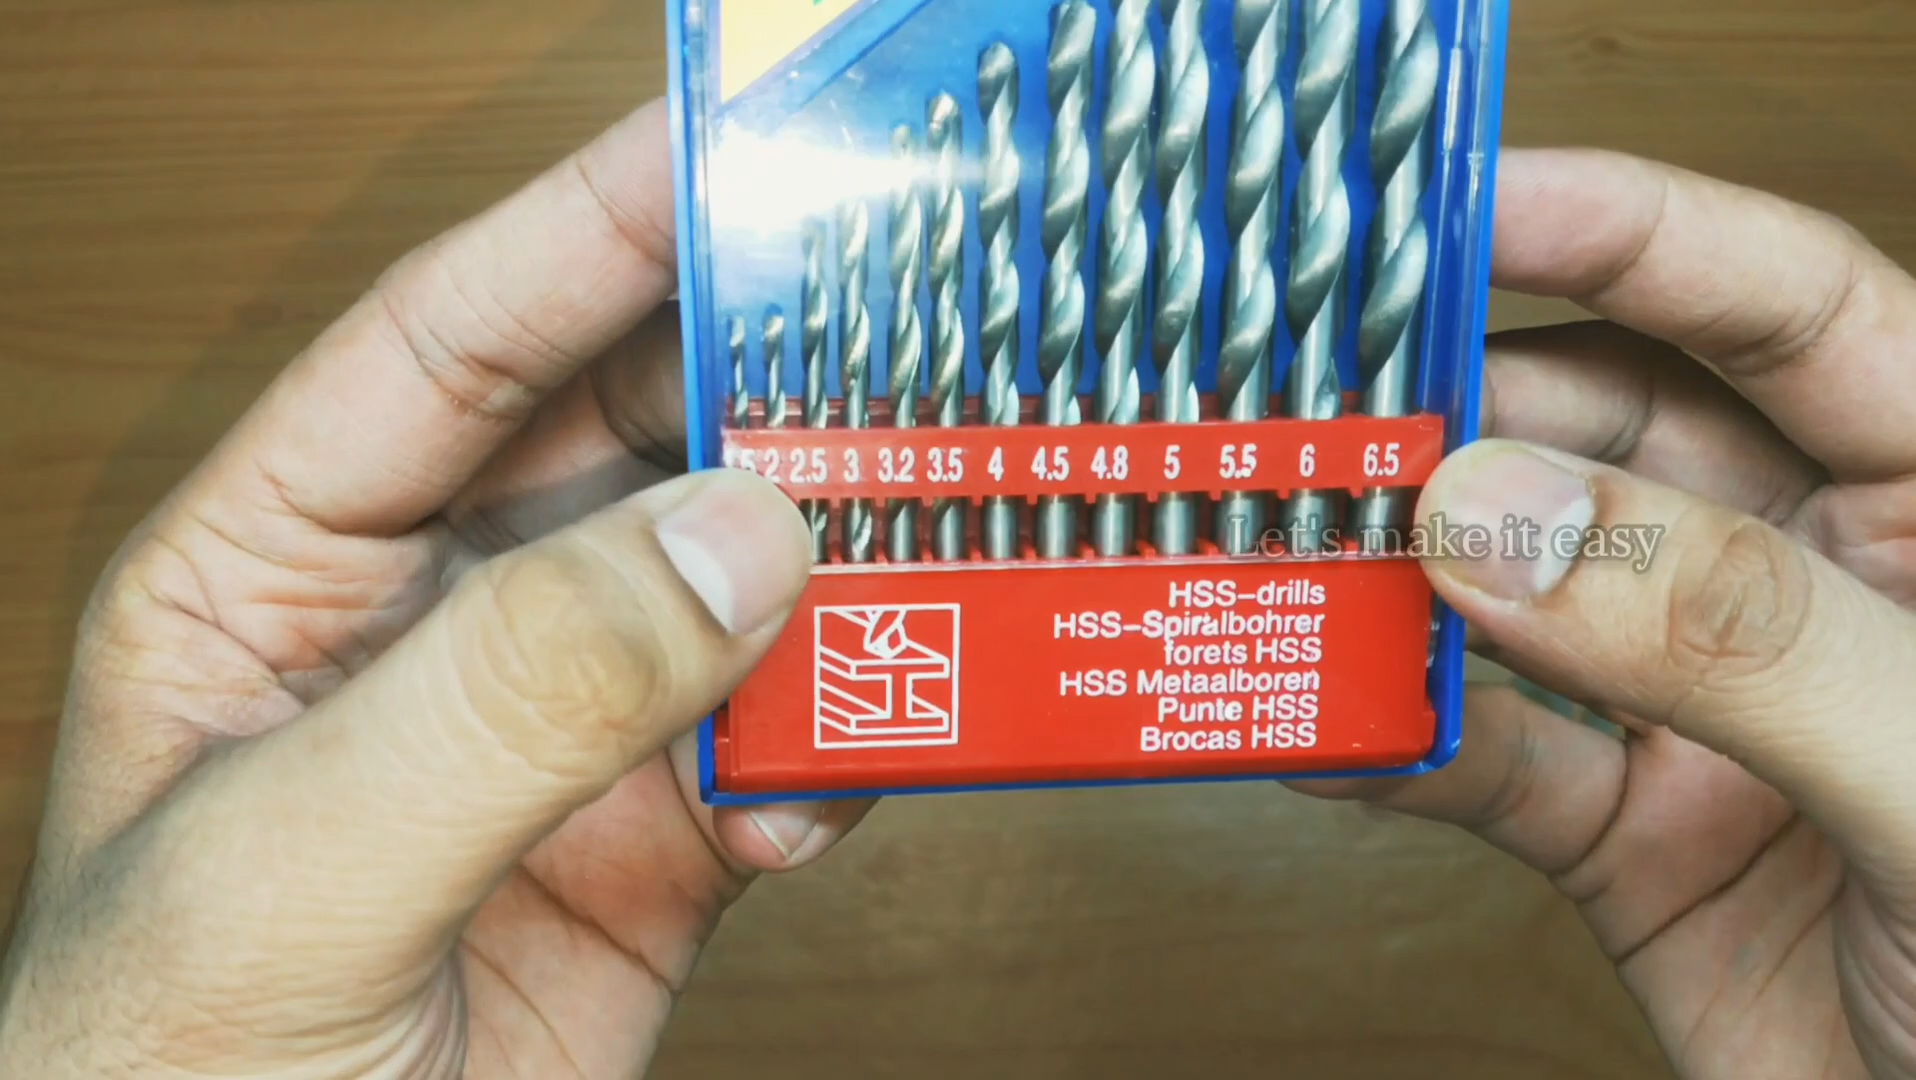 2 2.5 3 3.2 3.5 4 4.5 4.8 5 5.5 6 6.5
Let's make it easy
HSS-drills
HSS-Spiralbohrer
forets HSS
HSS Metaalboren
Punte HSS
Brocas HSS